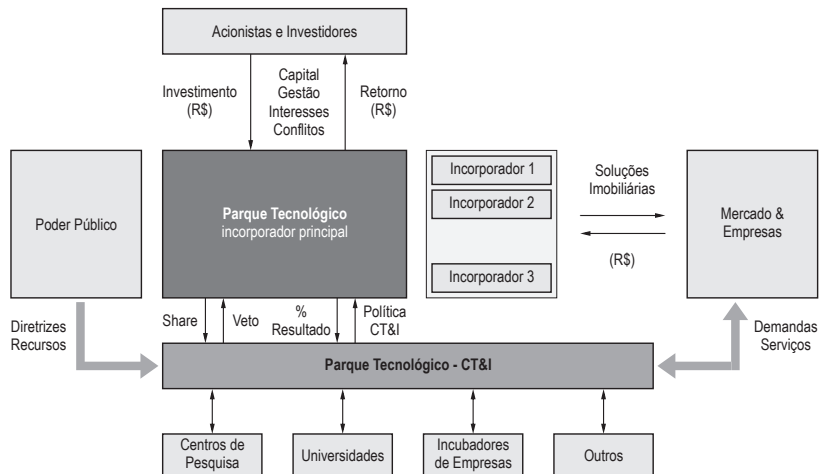 Acionistas e Investidores
Investimento
(R$)
Capital
Gestão
Interesses
Conflitos
Retorno
(R$)
Poder Público
Parque Tecnológico
incorporador principal
Incorporador 1
Incorporador 2
Incorporador 3
Soluções
Imobiliárias
(R$)
Mercado &
Empresas
Diretrizes
Recursos
Share
Veto
%
Resultado
Política
CT&I
Demandas
Serviços
Parque Tecnológico - CT&I
Centros de
Pesquisa
Universidades
Incubadores
de Empresas
Outros